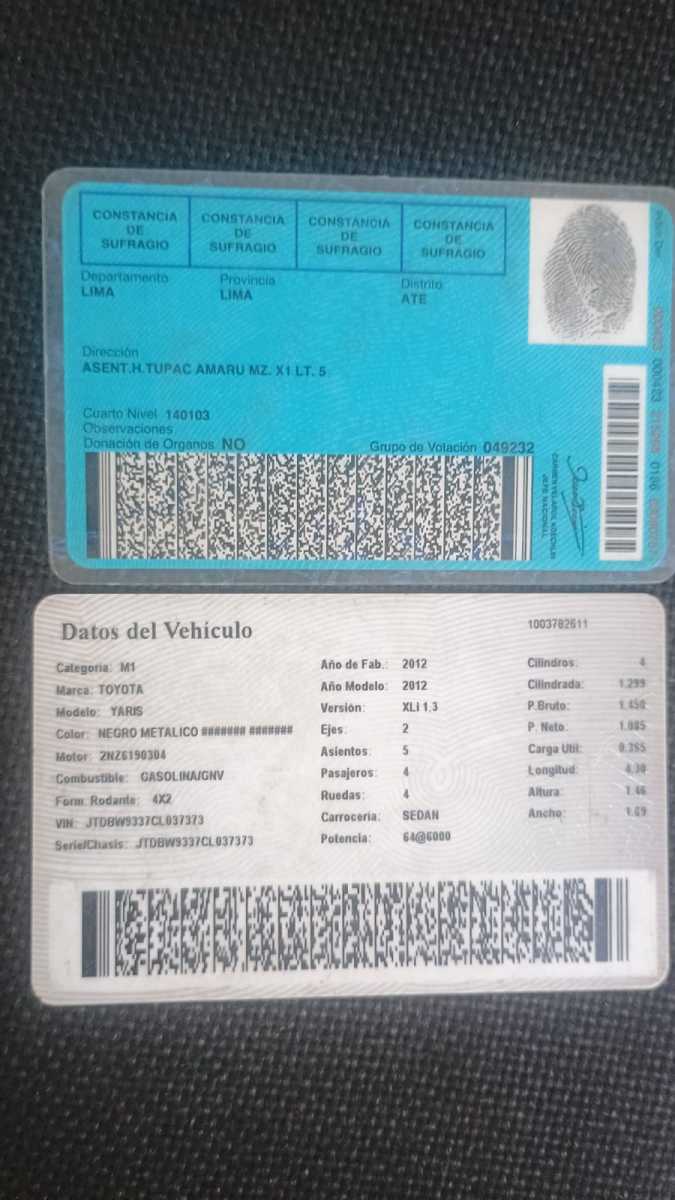 CONSTANCIA DE SUFRAGIO
CONSTANCIA DE SUFRAGIO
CONSTANCIA DE SUFRAGIO
CONSTANCIA DE SUFRAGIO
Departamento Provincia Distrito
LIMA LIMA ATE
Dirección
ASENT.H.TUPAC AMARU MZ. X1 LT. 5
Cuarto Nivel 140103
Observaciones
Donación de Organos NO Grupo de Votación 049232
JEFE NACIONAL
Datos del Vehículo 1003782611
Categoria: M1 Año de Fab.: 2012 Cilindros: 4
Marca: TOYOTA Año Modelo: 2012 Cilindrada: 1.299
Modelo: YARIS Versión: XLi 1.3 P.Bruto: 1.450
Color: NEGRO METALICO ####### ####### Ejes: 2 P. Neto: 1.085
Motor: 2NZ6190304 Asientos: 5 Carga Util: 0.365
Combustible: GASOLINA/GNV Pasajeros: 4 Longitud: 4.30
Form. Rodante: 4X2 Ruedas: 4 Altura: 1.46
VIN: JTDBW9337CL037373 Carrocería: SEDAN Ancho: 1.69
Serie/Chasis: JTDBW9337CL037373 Potencia: 64@6000